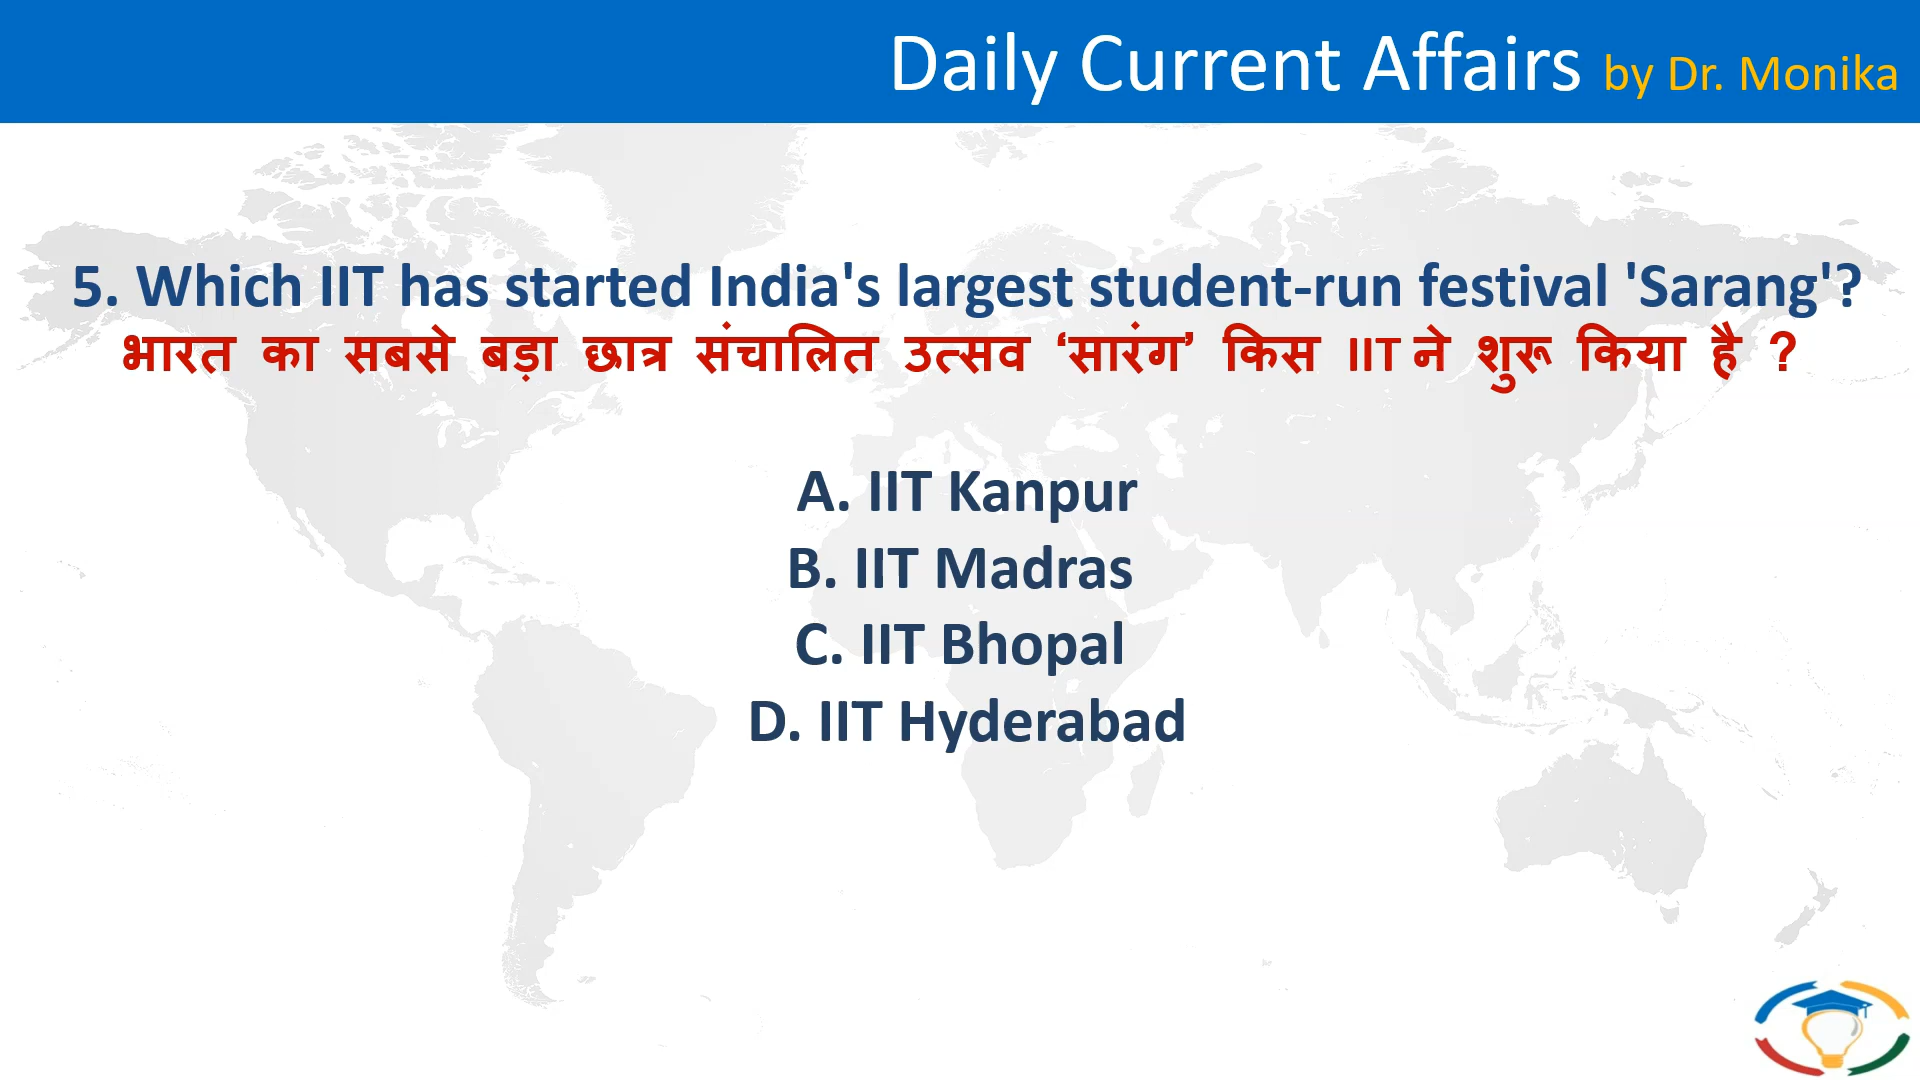 Daily Current Affairs by Dr. Monika
5. Which IIT has started India's largest student-run festival 'Sarang'?
भारत का सबसे बड़ा छात्र संचालित उत्सव ‘सारंग’ किस IIT ने शुरू किया है ?
A. IIT Kanpur
B. IIT Madras
C. IIT Bhopal
D. IIT Hyderabad